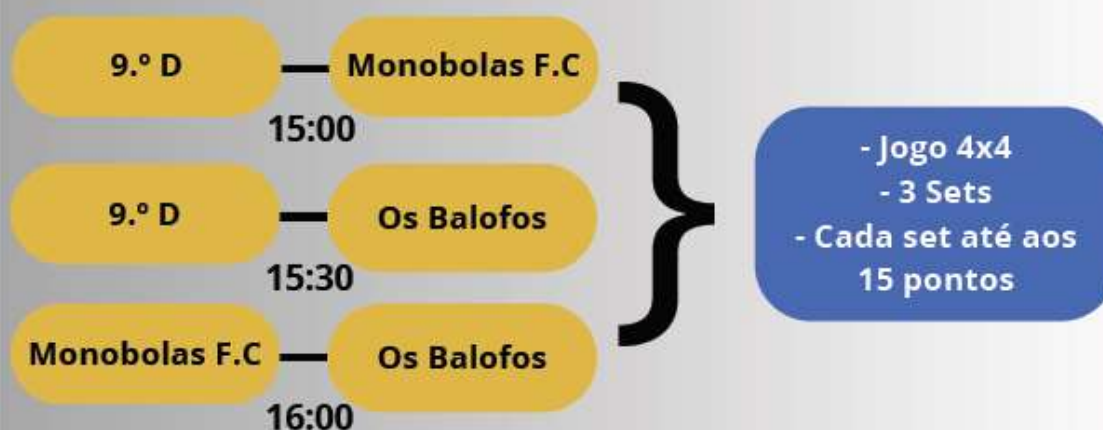 9.º D
Monobolas F.C
15:00
9.º D
Os Balofos
15:30
Monobolas F.C
Os Balofos
16:00
- Jogo 4x4
- 3 Sets
- Cada set até aos
15 pontos